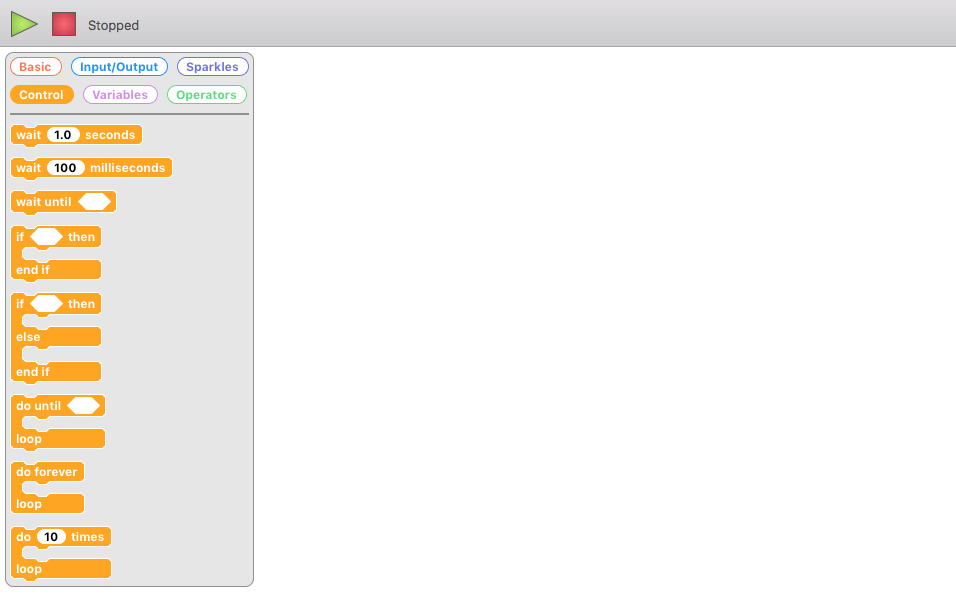 Stopped
Basic Input/Output Sparkles
Control Variables Operators
wait 1.0 seconds
wait 100 milliseconds
wait until
if then
end if
if then
else
end if
do until
loop
do forever
loop
do 10 times
loop